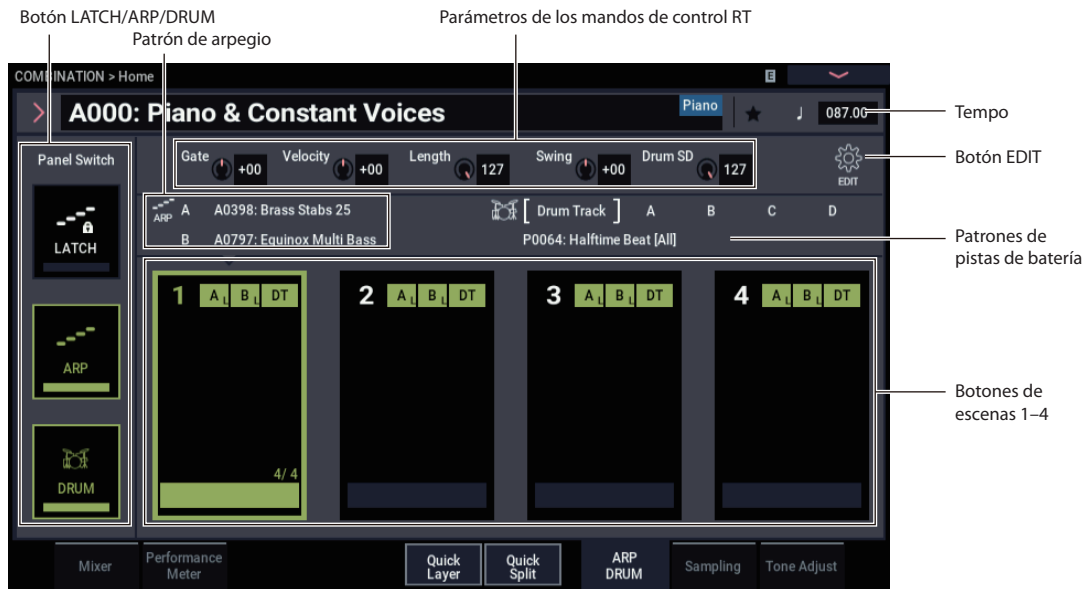 Botón LATCH/ARP/DRUM
Parámetros de los mandos de control RT
Patrón de arpegio
COMBINATION > Home
E
A000: Piano & Constant Voices
Piano
087.00
Tempo
Panel Switch
Gate +00 Velocity +00 Length 127 Swing +00 Drum SD 127
EDIT
Botón EDIT
ARP A A0398: Brass Stabs 25
[ Drum Track ] A B C D
B A0797: Equinox Multi Bass
P0064: Halftime Beat [All]
Patrones de
pistas de batería
LATCH
1 A L B L DT
2 A L B L DT
3 A L B L DT
4 A L B L DT
ARP
Botones de
escenas 1–4
4/4
DRUM
Mixer
Performance
Meter
Quick
Layer
Quick
Split
ARP
DRUM
Sampling
Tone Adjust